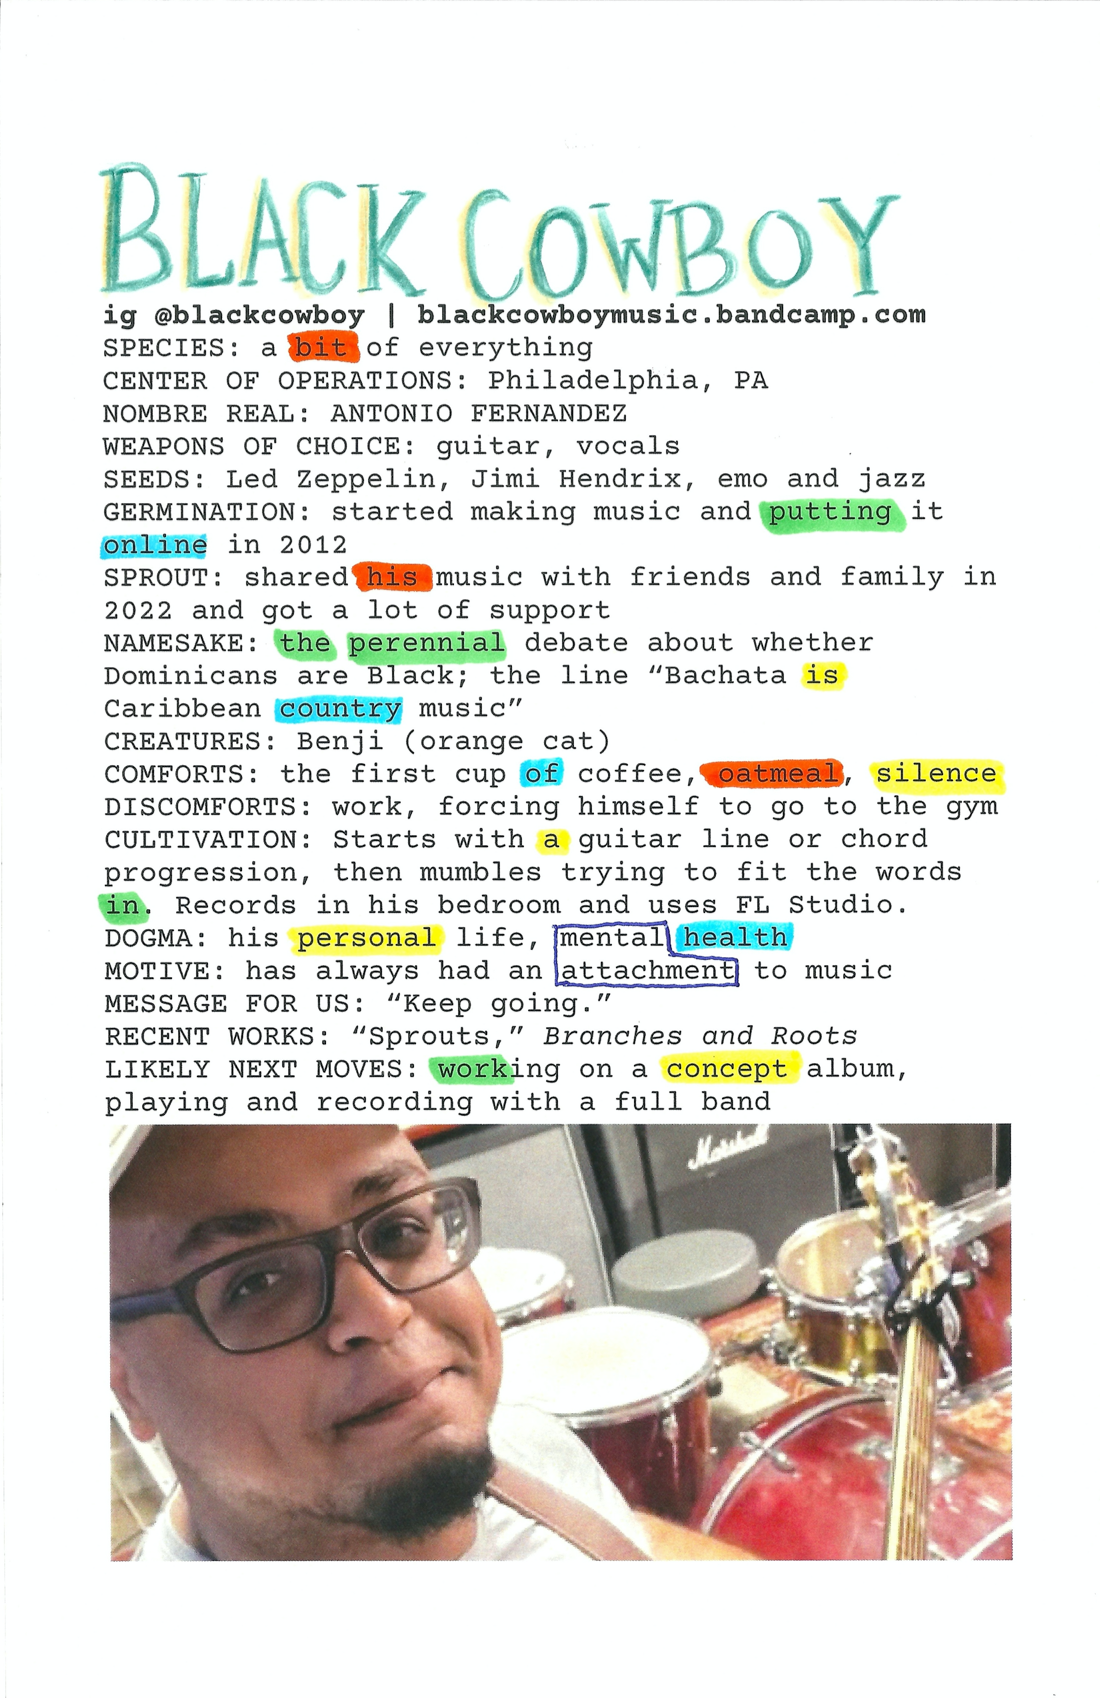 BLACK COWBOY
ig @blackcowboy | blackcowboymusic.bandcamp.com
SPECIES: a bit of everything
CENTER OF OPERATIONS: Philadelphia, PA
NOMBRE REAL: ANTONIO FERNANDEZ
WEAPONS OF CHOICE: guitar, vocals
SEEDS: Led Zeppelin, Jimi Hendrix, emo and jazz
GERMINATION: started making music and putting it
online in 2012
SPROUT: shared his music with friends and family in
2022 and got a lot of support
NAMESAKE: the perennial debate about whether
Dominicans are Black; the line “Bachata is
Caribbean country music”
CREATURES: Benji (orange cat)
COMFORTS: the first cup of coffee, oatmeal, silence
DISCOMFORTS: work, forcing himself to go to the gym
CULTIVATION: Starts with a guitar line or chord
progression, then mumbles trying to fit the words
in. Records in his bedroom and uses FL Studio.
DOGMA: his personal life, mental health
MOTIVE: has always had an attachment to music
MESSAGE FOR US: “Keep going.”
RECENT WORKS: “Sprouts,” Branches and Roots
LIKELY NEXT MOVES: working on a concept album,
playing and recording with a full band
Marshall